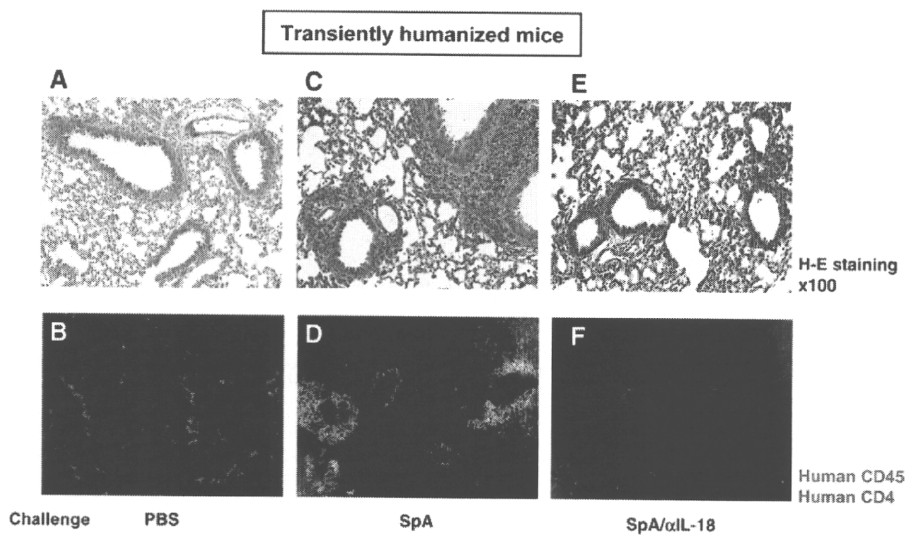 Transiently humanized mice
A
C
E
H-E staining
x100
B
D
F
Human CD45
Human CD4
Challenge PBS SpA SpA/αIL-18